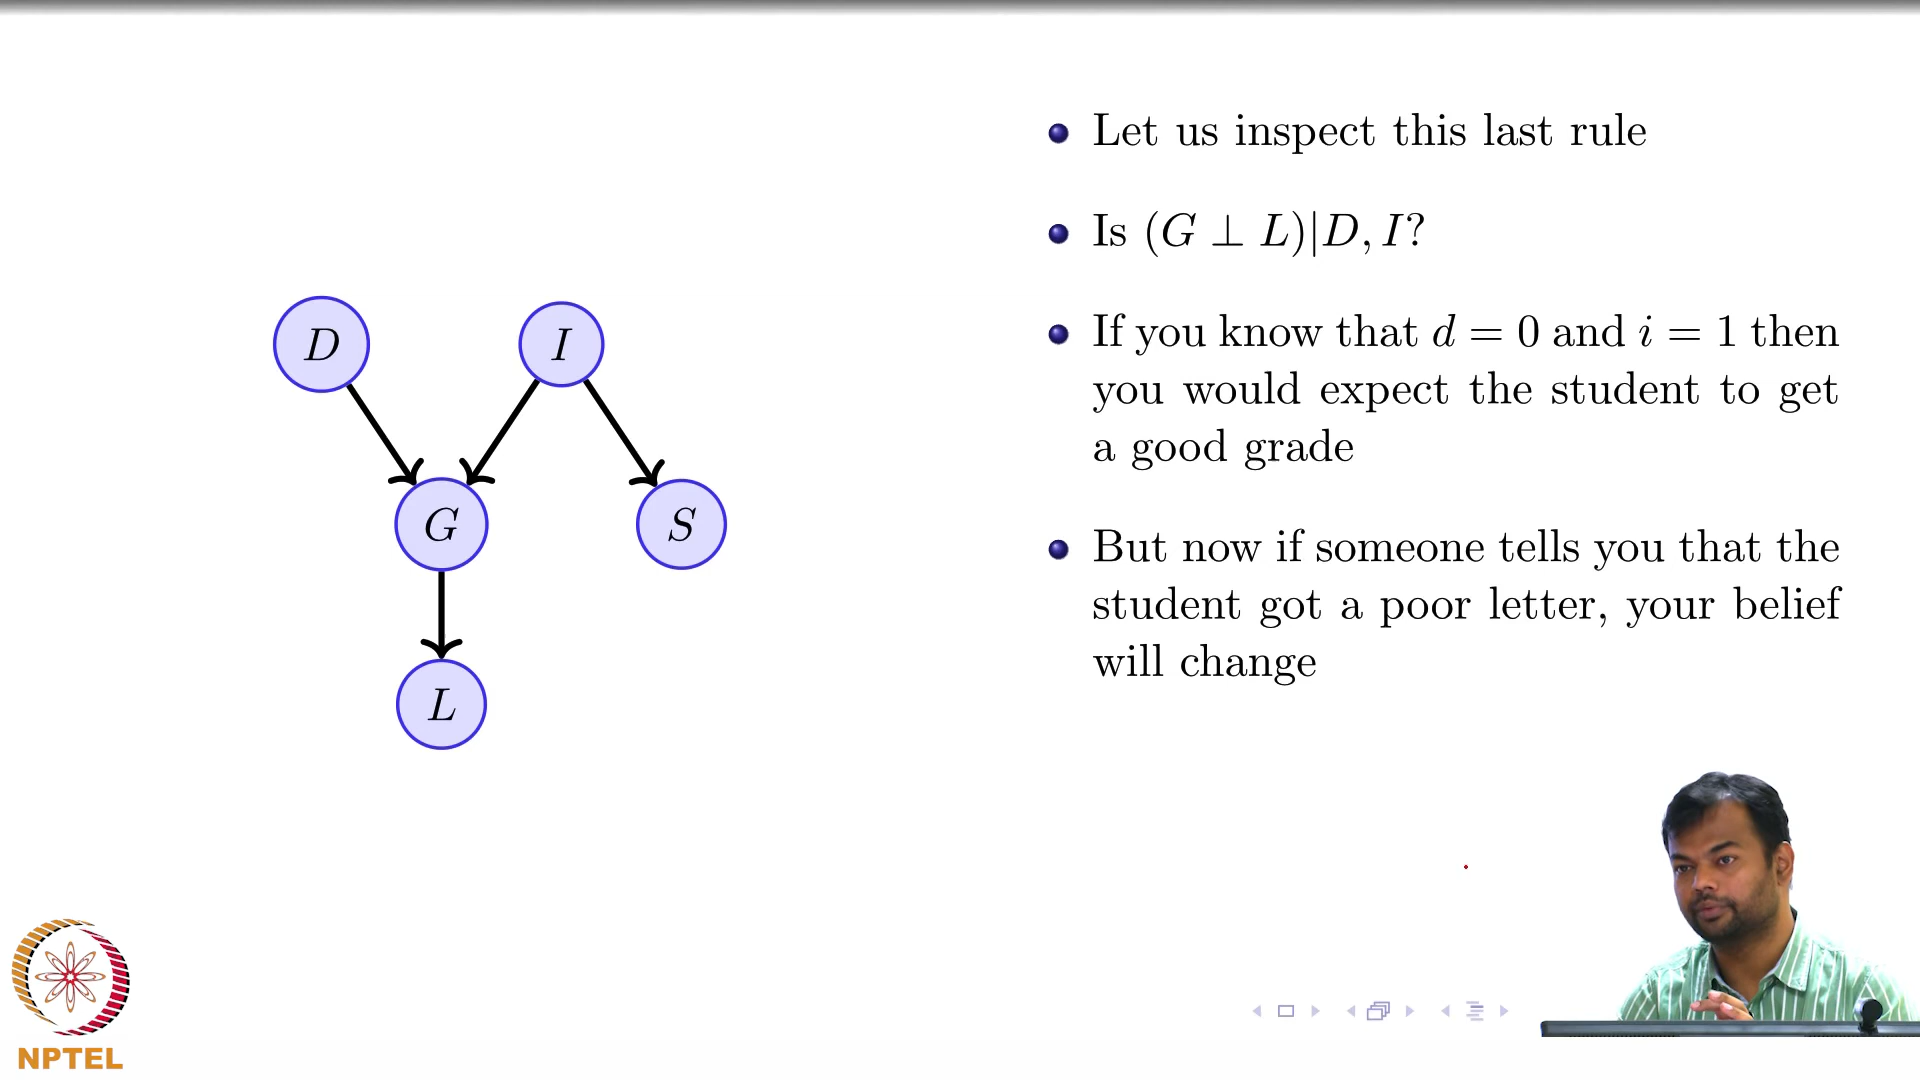 Let us inspect this last rule
Is (G ⊥ L)|D, I?
If you know that d = 0 and i = 1 then
you would expect the student to get
a good grade
But now if someone tells you that the
student got a poor letter, your belief
will change
D
I
G
S
L
NPTEL